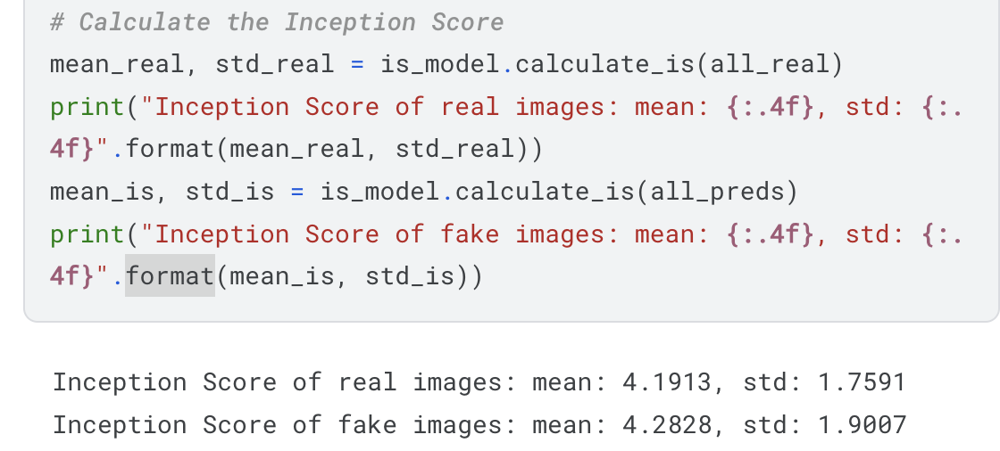 # Calculate the Inception Score
mean_real, std_real = is_model.calculate_is(all_real)
print("Inception Score of real images: mean: {:.4f}, std: {:.
4f}".format(mean_real, std_real))
mean_is, std_is = is_model.calculate_is(all_preds)
print("Inception Score of fake images: mean: {:.4f}, std: {:.
4f}".format(mean_is, std_is))
Inception Score of real images: mean: 4.1913, std: 1.7591
Inception Score of fake images: mean: 4.2828, std: 1.9007